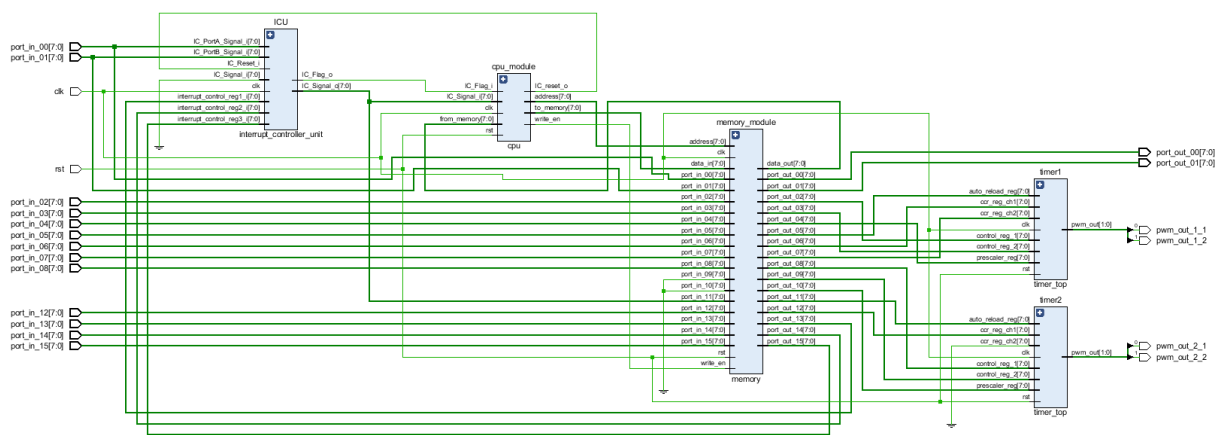 ICU
port_in_00[7:0]
port_in_01[7:0]
clk
rst
port_in_02[7:0]
port_in_03[7:0]
port_in_04[7:0]
port_in_05[7:0]
port_in_06[7:0]
port_in_07[7:0]
port_in_08[7:0]
port_in_12[7:0]
port_in_13[7:0]
port_in_14[7:0]
port_in_15[7:0]
IC_PortA_Signal_i[7:0]
IC_PortB_Signal_i[7:0]
IC_Reset_i
IC_Signal_i[7:0]
clk
interrupt_control_reg1_i[7:0]
interrupt_control_reg2_i[7:0]
interrupt_control_reg3_i[7:0]
IC_Flag_o
IC_Signal_o[7:0]
interrupt_controller_unit
cpu_module
IC_Flag_i
IC_Signal_i[7:0]
clk
from_memory[7:0]
rst
IC_reset_o
address[7:0]
to_memory[7:0]
write_en
cpu
memory_module
address[7:0]
clk
data_in[7:0]
port_in_00[7:0]
port_in_01[7:0]
port_in_02[7:0]
port_in_03[7:0]
port_in_04[7:0]
port_in_05[7:0]
port_in_06[7:0]
port_in_07[7:0]
port_in_08[7:0]
port_in_09[7:0]
port_in_10[7:0]
port_in_11[7:0]
port_in_12[7:0]
port_in_13[7:0]
port_in_14[7:0]
port_in_15[7:0]
rst
write_en
data_out[7:0]
port_out_00[7:0]
port_out_01[7:0]
port_out_02[7:0]
port_out_03[7:0]
port_out_04[7:0]
port_out_05[7:0]
port_out_06[7:0]
port_out_07[7:0]
port_out_08[7:0]
port_out_09[7:0]
port_out_10[7:0]
port_out_11[7:0]
port_out_12[7:0]
port_out_13[7:0]
port_out_14[7:0]
port_out_15[7:0]
memory
timer1
auto_reload_reg[7:0]
ccr_reg_ch1[7:0]
ccr_reg_ch2[7:0]
clk
control_reg_1[7:0]
control_reg_2[7:0]
prescaler_reg[7:0]
rst
pwm_out[1:0]
timer_top
timer2
auto_reload_reg[7:0]
ccr_reg_ch1[7:0]
ccr_reg_ch2[7:0]
clk
control_reg_1[7:0]
control_reg_2[7:0]
prescaler_reg[7:0]
rst
pwm_out[1:0]
timer_top
port_out_00[7:0]
port_out_01[7:0]
0
pwm_out_1_1
1
pwm_out_1_2
0
pwm_out_2_1
1
pwm_out_2_2